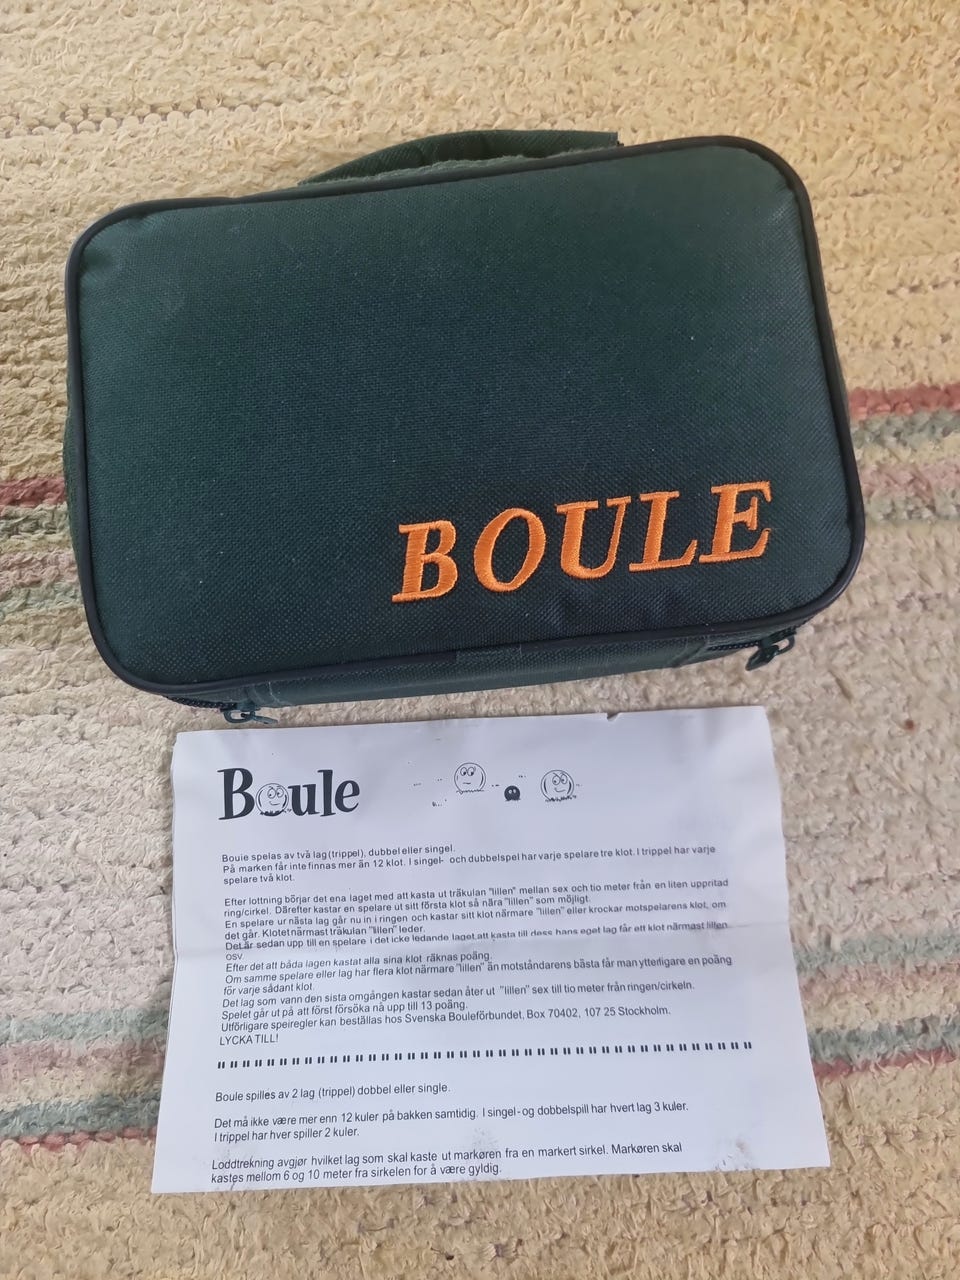 BOULE
Boule
Bouie spelas av två lag (trippel), dubbel eller singel.
På marken får inte finnas mer än 12 klot. I singel- och dubbelspel har varje spelare tre klot. I trippel har varje
spelare två klot.
Efter lottning börjar det ena laget med att kasta ut träkulan "lillen" mellan sex och tio meter från en liten uppritad
ring/cirkel. Därefter kastar en spelare ut sitt första klot så nära "lillen" som möjligt.
En spelare ur nästa lag går nu in i ringen och kastar sitt klot närmare "lillen" eller krockar motspelarens klot, om
det går. Klotet närmast träkulan "lillen" leder.
Det är sedan upp till en spelare i det icke ledande laget att kasta till dess hans eget lag får ett klot närmast lillen
osv.
Efter det att båda lagen kastat alla sina klot räknas poäng.
Om samme spelare eller lag har flera klot närmare "lillen" än motståndarens bästa får man ytterligare en poäng
för varje sådant klot.
Det lag som vann den sista omgången kastar sedan åter ut "lillen" sex till tio meter från ringen/cirkeln.
Spelet går ut på att först försöka nå upp till 13 poäng.
Utförligare speiregler kan beställas hos Svenska Bouleförbundet, Box 70402, 107 25 Stockholm.
LYCKA TILL!
Boule spilles av 2 lag (trippel) dobbel eller single.
Det må ikke være mer enn 12 kuler på bakken samtidig. I singel- og dobbelspill har hvert lag 3 kuler.
I trippel har hver spiller 2 kuler.
Loddtrekning avgjør hvilket lag som skal kaste ut markøren fra en markert sirkel. Markøren skal
kastes mellom 6 og 10 meter fra sirkelen for å være gyldig.